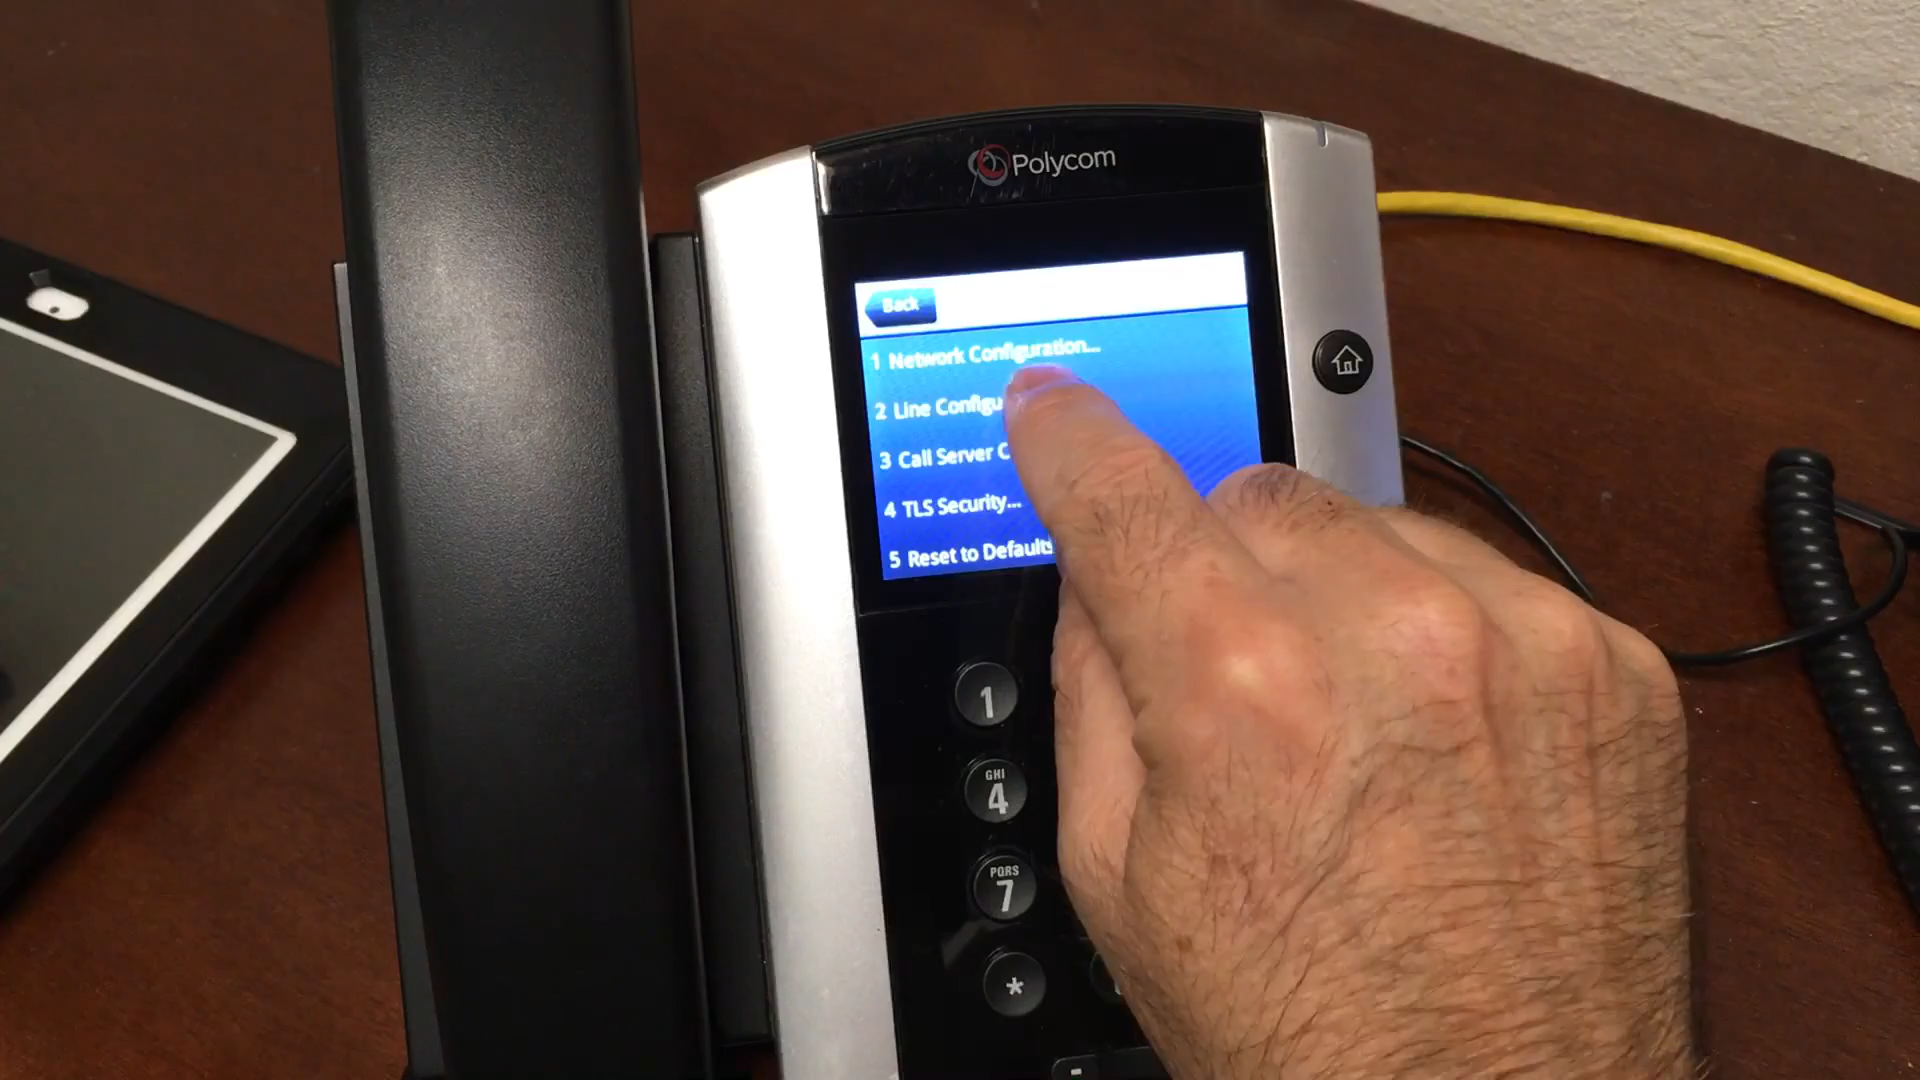 Polycom
Back
1 Network Configuration...
2 Line Configu
3 Call Server C
4 TLS Security...
5 Reset to Defaults
1
GHI
4
PQRS
7
*
-